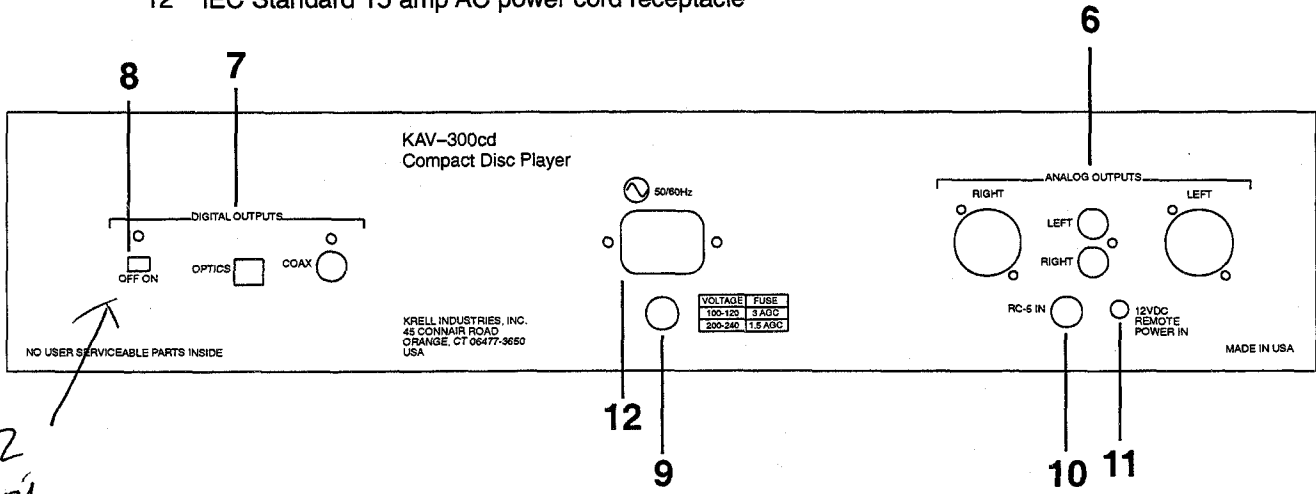 12 IEC Standard 15 amp AC power cord receptacle
6
8
7
KAV–300cd
Compact Disc Player
50/60Hz
ANALOG OUTPUTS
RIGHT
LEFT
DIGITAL OUTPUTS
LEFT
OPTICS
COAX
RIGHT
OFF ON
VOLTAGE FUSE
100-120 3 AGC
200-240 1.5 AGC
RC-5 IN
12VDC
REMOTE
POWER IN
KRELL INDUSTRIES, INC.
45 CONNAIR ROAD
ORANGE, CT 06477-3650
USA
NO USER SERVICEABLE PARTS INSIDE
MADE IN USA
12
9
10
11